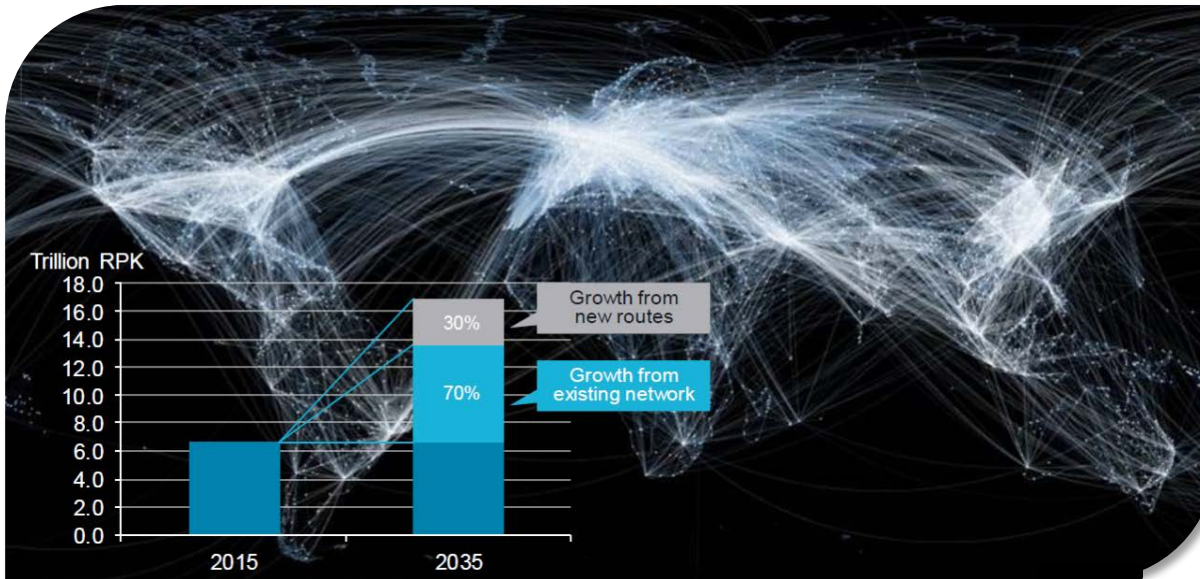 Trillion RPK
18.0
16.0
14.0
12.0
10.0
8.0
6.0
4.0
2.0
0.0
30%
70%
Growth from
new routes
Growth from
existing network
2015
2035